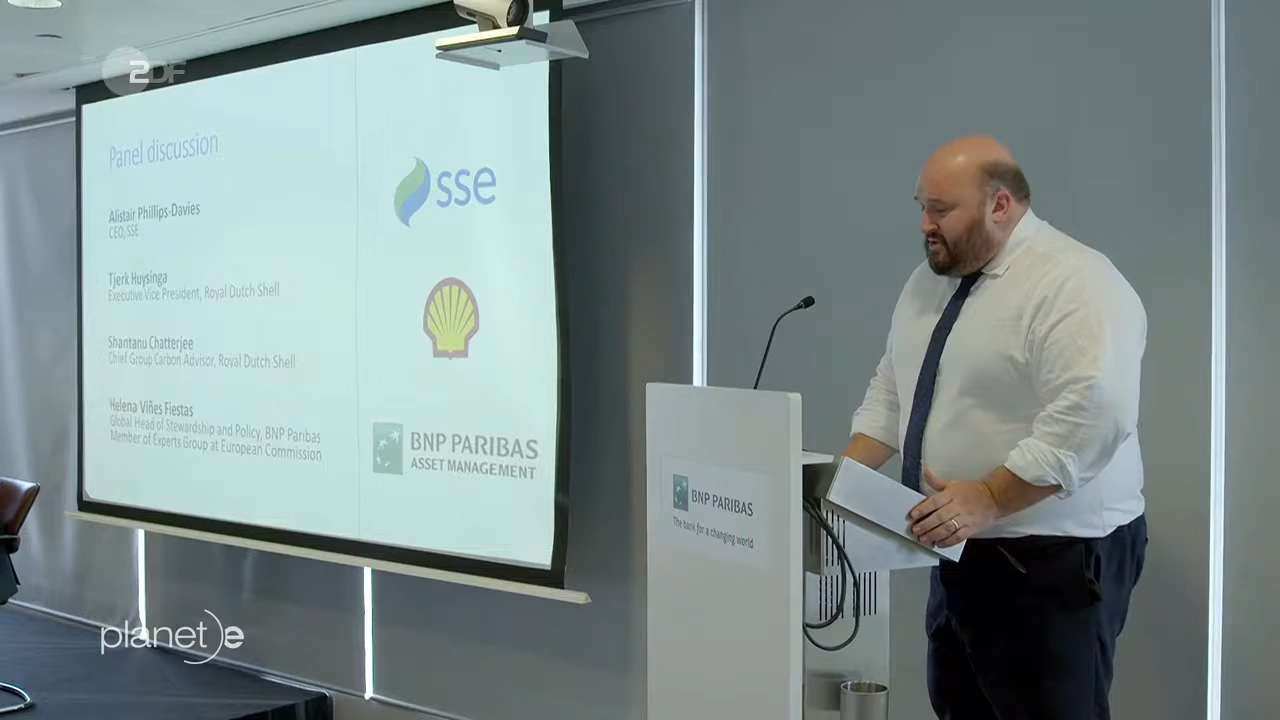 ZDF
Panel discussion
Alistair Phillips-Davies
CEO, SSE
Tjerk Huysinga
Executive Vice President, Royal Dutch Shell
Shantanu Chatterjee
Chief Group Carbon Advisor, Royal Dutch Shell
Helena Viñes Fiestas
Global Head of Stewardship and Policy, BNP Paribas
Member of Experts Group at European Commission
sse
BNP PARIBAS
ASSET MANAGEMENT
BNP PARIBAS
The bank for a changing world
planet e